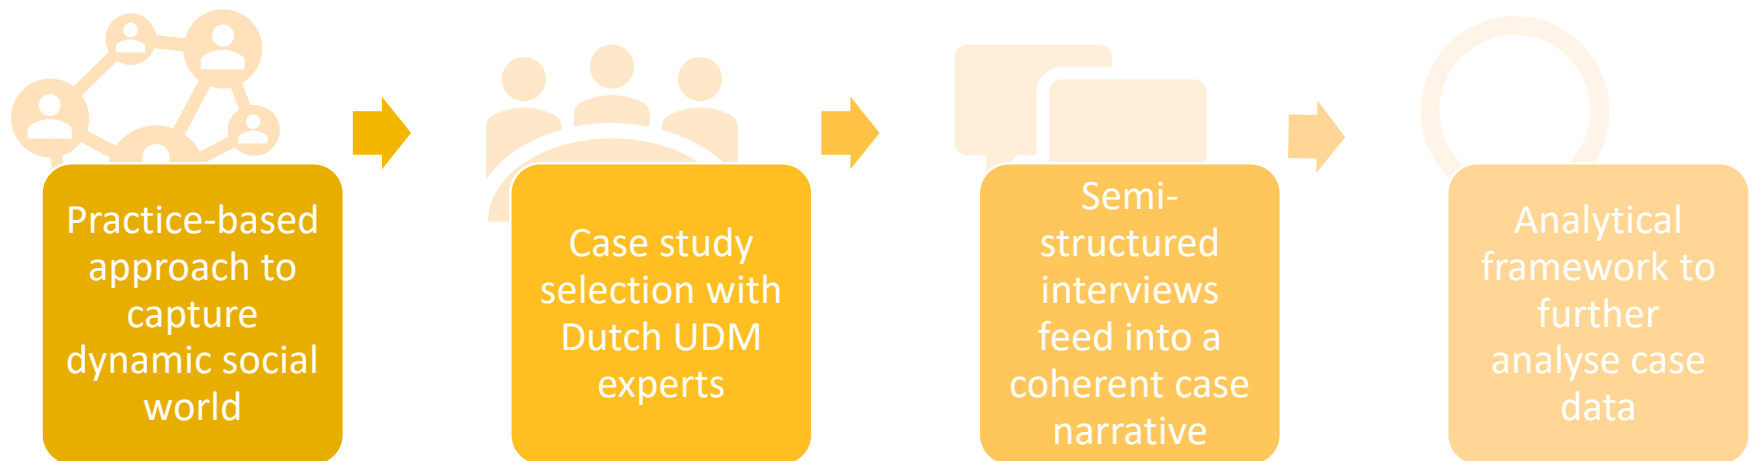 Practice-based
approach to
capture
dynamic social
world
Case study
selection with
Dutch UDM
experts
Semi-
structured
interviews
feed into a
coherent case
narrative
Analytical
framework to
further
analyse case
data